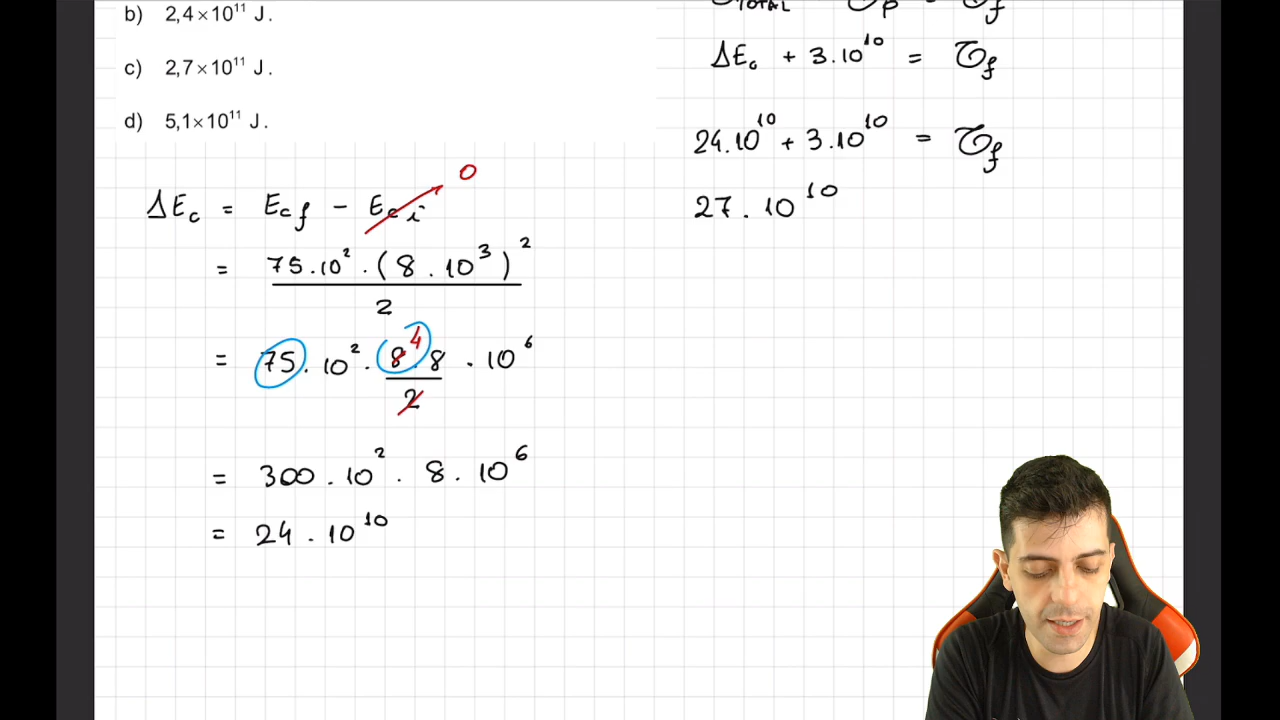 b) 2,4×10¹¹ J.
c) 2,7×10¹¹ J.
d) 5,1×10¹¹ J.
ΔEc = Ecf − Eci 0
= 75.10² . (8 . 10³)²
2
= 75 . 10² . 8 4 . 8 . 10⁶
2
= 300 . 10² . 8 . 10⁶
= 24 . 10¹⁰
ΔEc + 3.10¹⁰ = 𝒯f
24.10¹⁰ + 3.10¹⁰ = 𝒯f
27 . 10¹⁰